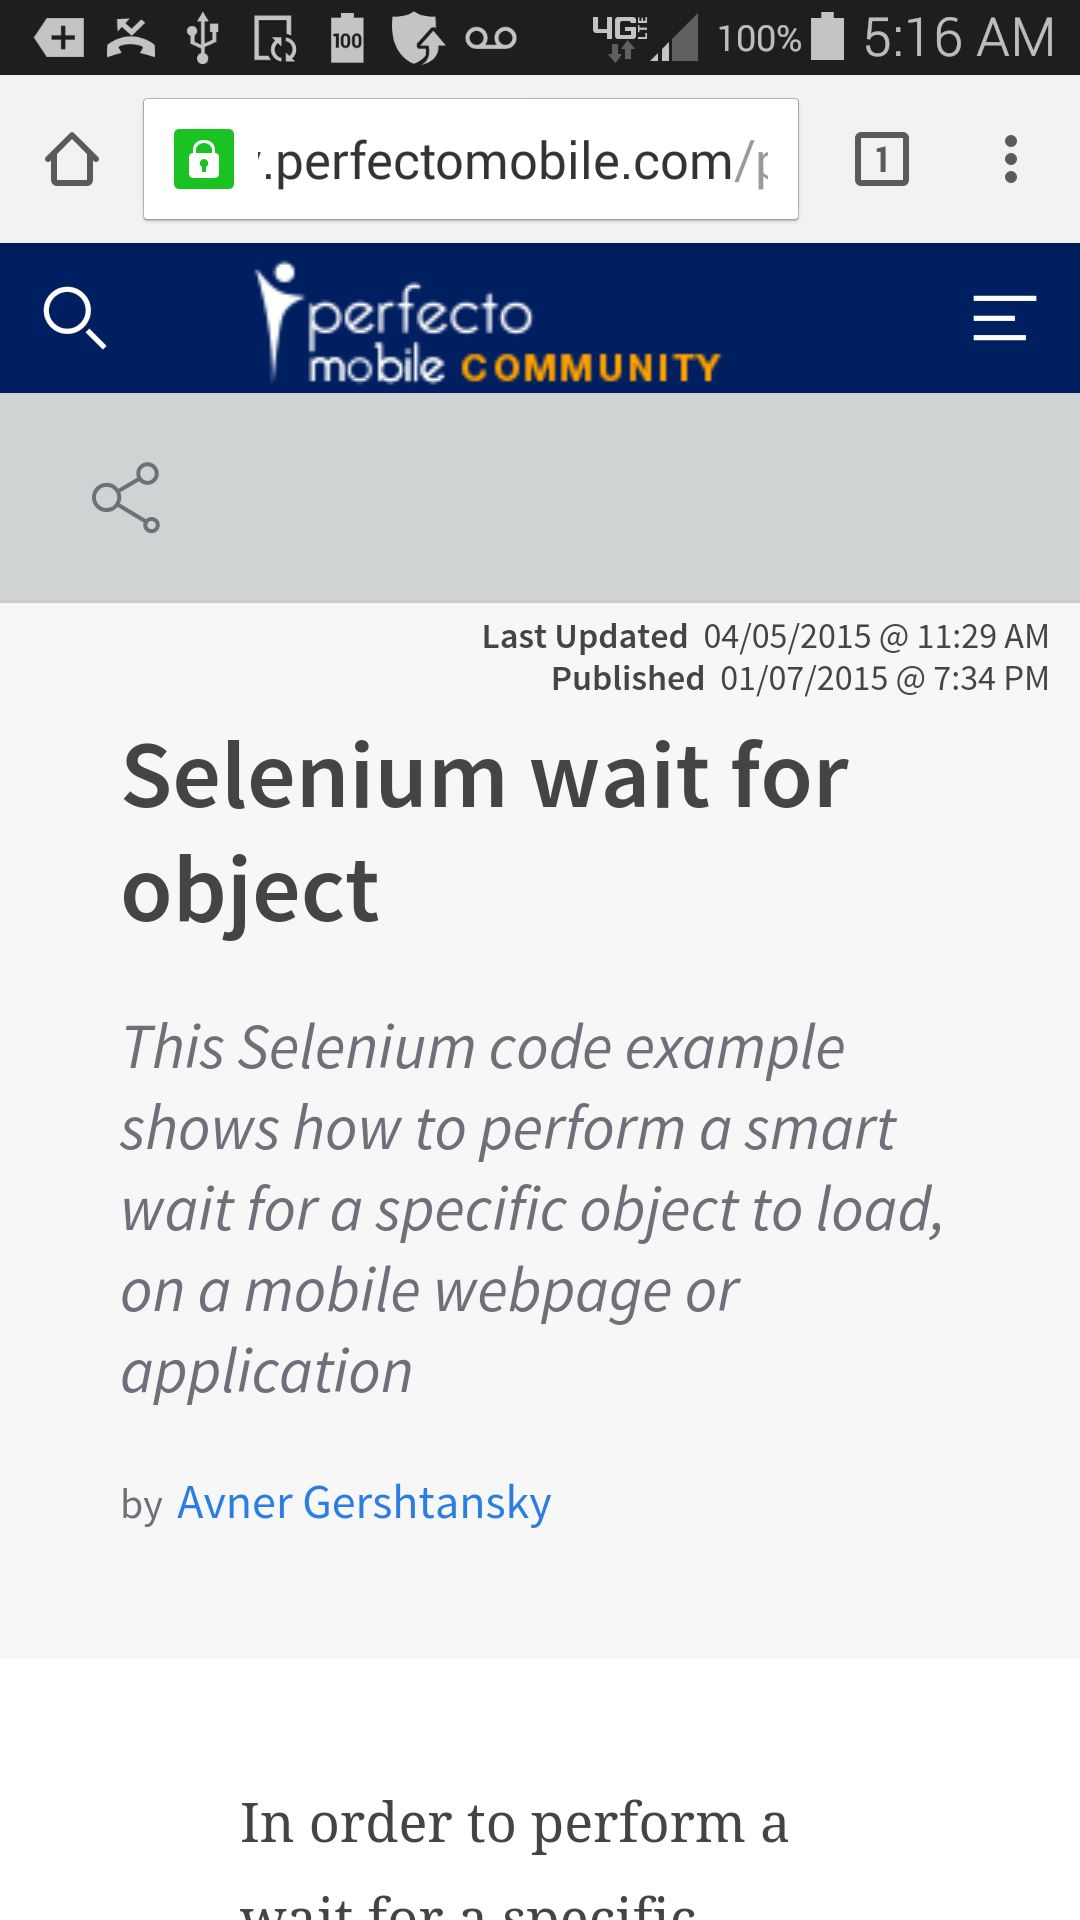 100 4G LTE 100% 5:16 AM
.perfectomobile.com/p
1
perfecto
mobile COMMUNITY
Last Updated 04/05/2015 @ 11:29 AM
Published 01/07/2015 @ 7:34 PM
Selenium wait for
object
This Selenium code example
shows how to perform a smart
wait for a specific object to load,
on a mobile webpage or
application
by Avner Gershtansky
In order to perform a
wait for a specific